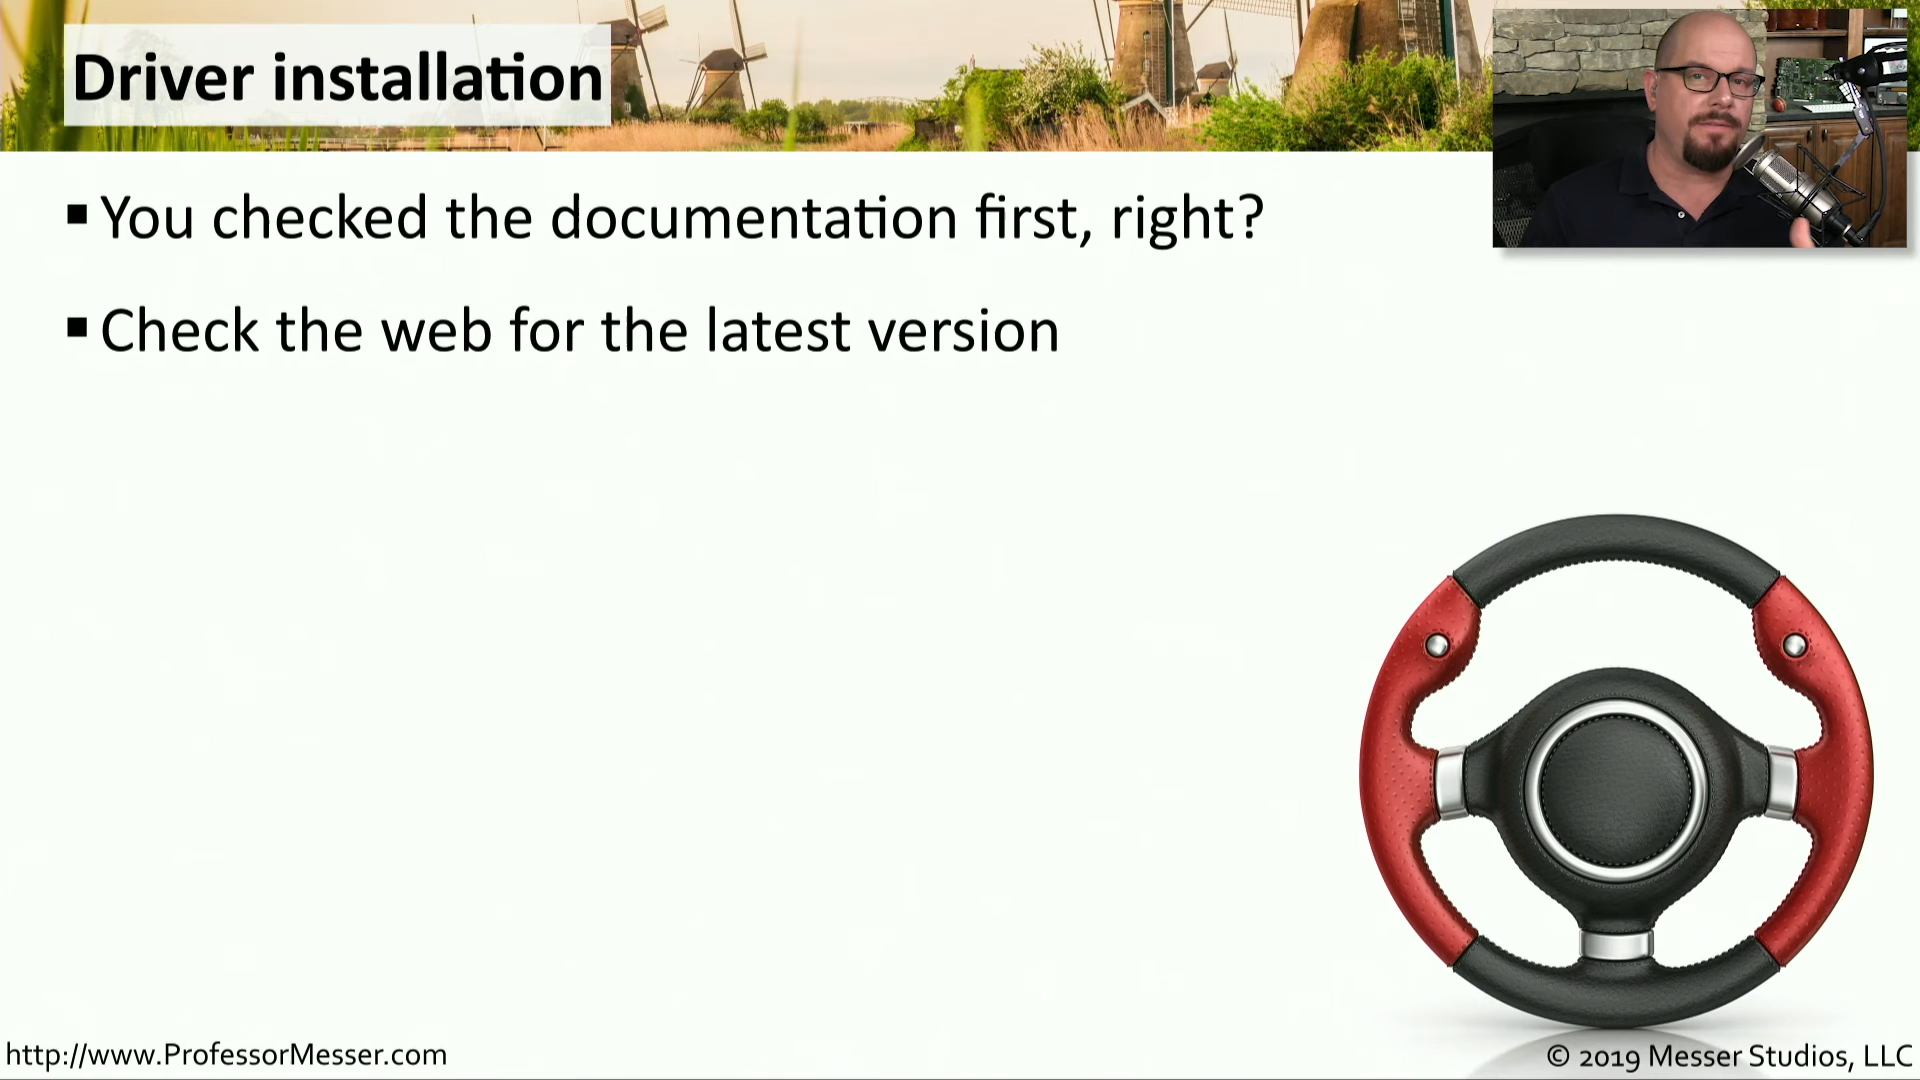 Driver installation
▪ You checked the documentation first, right?
▪ Check the web for the latest version
http://www.ProfessorMesser.com
© 2019 Messer Studios, LLC